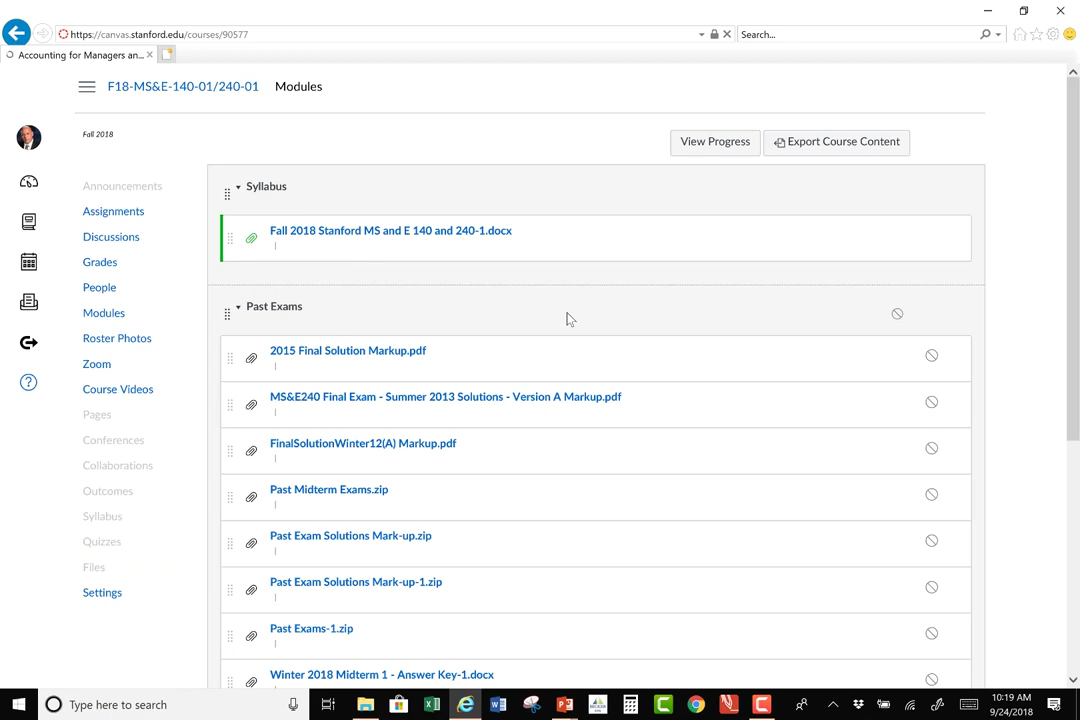 https://canvas.stanford.edu/courses/90577
Search...
Accounting for Managers an...
F18-MS&E-140-01/240-01
Modules
Fall 2018
View Progress
Export Course Content
Announcements
Assignments
Discussions
Grades
People
Modules
Roster Photos
Zoom
Course Videos
Pages
Conferences
Collaborations
Outcomes
Syllabus
Quizzes
Files
Settings
Syllabus
Fall 2018 Stanford MS and E 140 and 240-1.docx
Past Exams
2015 Final Solution Markup.pdf
MS&E240 Final Exam - Summer 2013 Solutions - Version A Markup.pdf
FinalSolutionWinter12(A) Markup.pdf
Past Midterm Exams.zip
Past Exam Solutions Mark-up.zip
Past Exam Solutions Mark-up-1.zip
Past Exams-1.zip
Winter 2018 Midterm 1 - Answer Key-1.docx
Type here to search
10:19 AM
9/24/2018